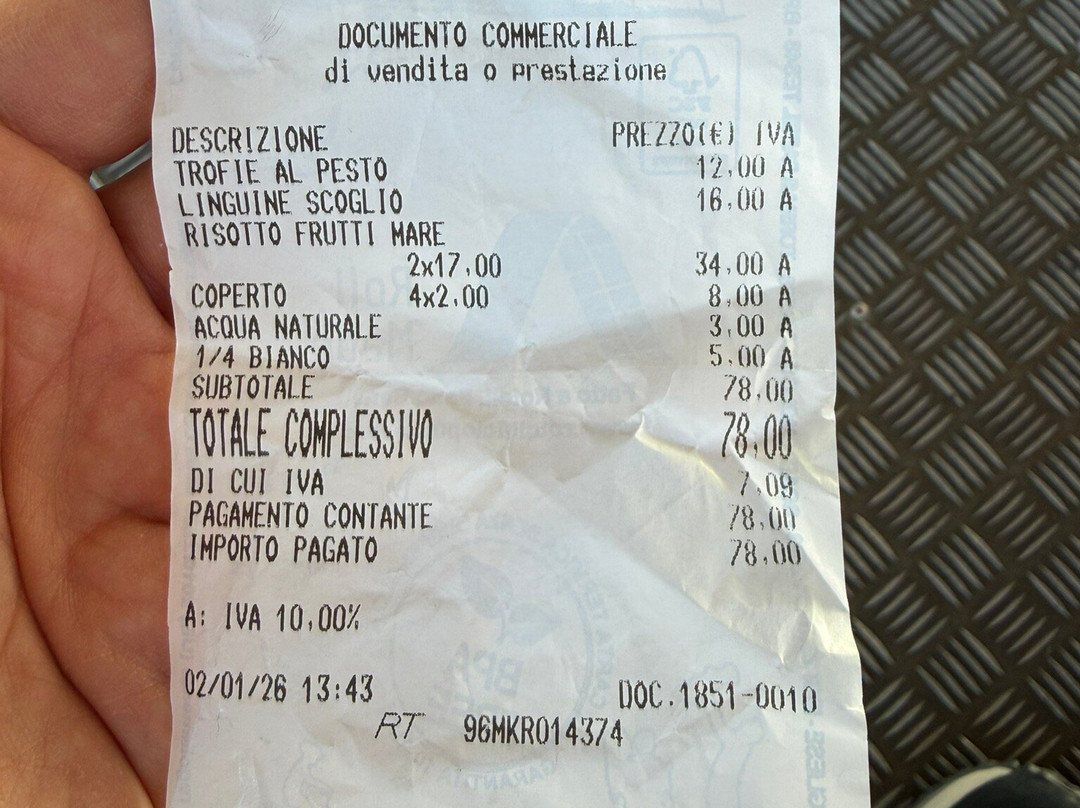 DOCUMENTO COMMERCIALE
di vendita o prestazione
DESCRIZIONE PREZZO(€) IVA
TROFIE AL PESTO 12,00 A
LINGUINE SCOGLIO 16,00 A
RISOTTO FRUTTI MARE
2x17,00 34,00 A
COPERTO 4x2,00 8,00 A
ACQUA NATURALE 3,00 A
1/4 BIANCO 5,00 A
SUBTOTALE 78,00
TOTALE COMPLESSIVO 78,00
DI CUI IVA 7,09
PAGAMENTO CONTANTE 78,00
IMPORTO PAGATO 78,00
A: IVA 10,00%
02/01/26 13:43 DOC.1851-0010
RT 96MKR014374